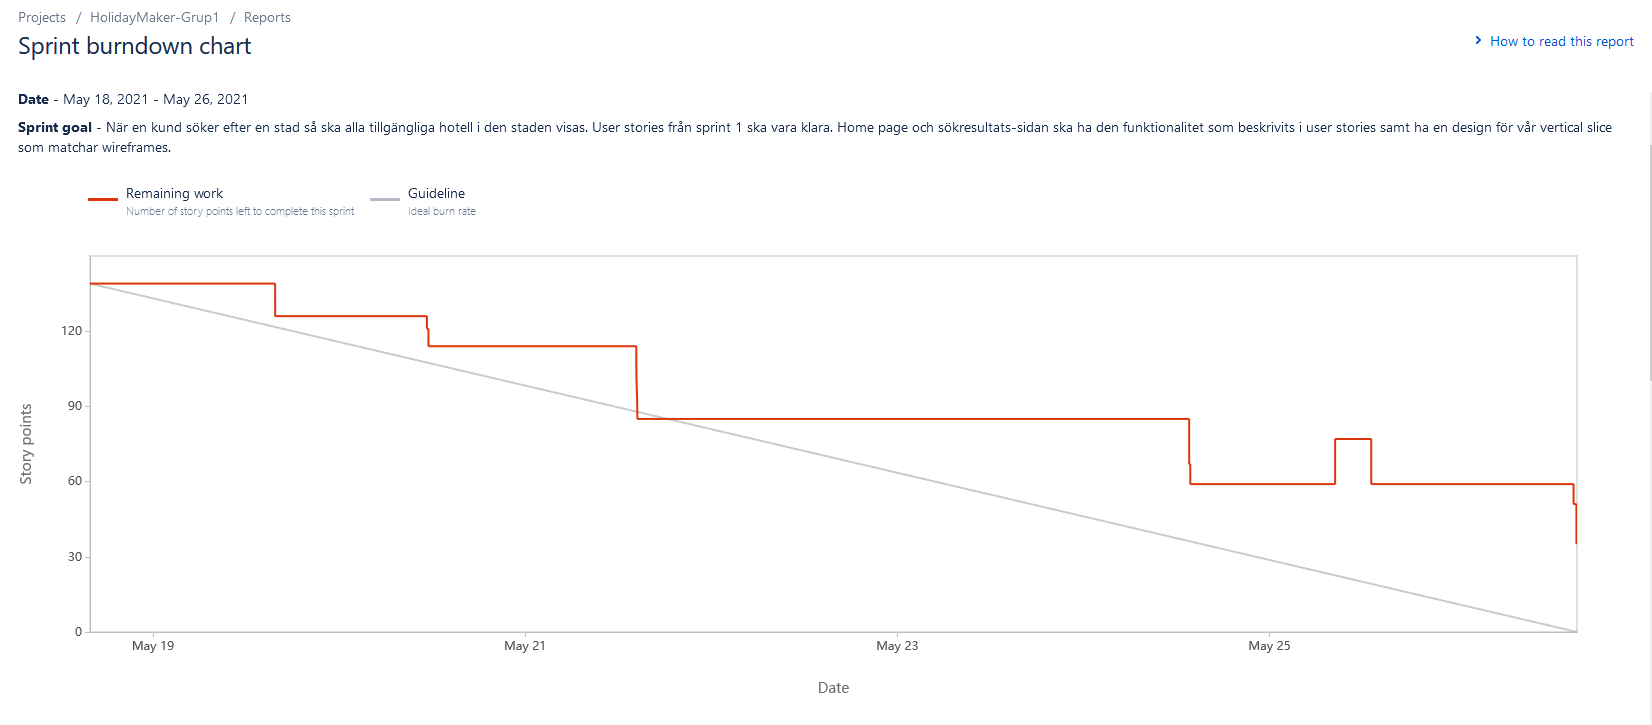 Projects / HolidayMaker-Grup1 / Reports
Sprint burndown chart
How to read this report
Date - May 18, 2021 - May 26, 2021
Sprint goal - När en kund söker efter en stad så ska alla tillgängliga hotell i den staden visas. User stories från sprint 1 ska vara klara. Home page och sökresultats-sidan ska ha den funktionalitet som beskrivits i user stories samt ha en design för vår vertical slice
som matchar wireframes.
Remaining work
Number of story points left to complete this sprint
Guideline
Ideal burn rate
Story points
120
90
60
30
0
May 19
May 21
May 23
May 25
Date